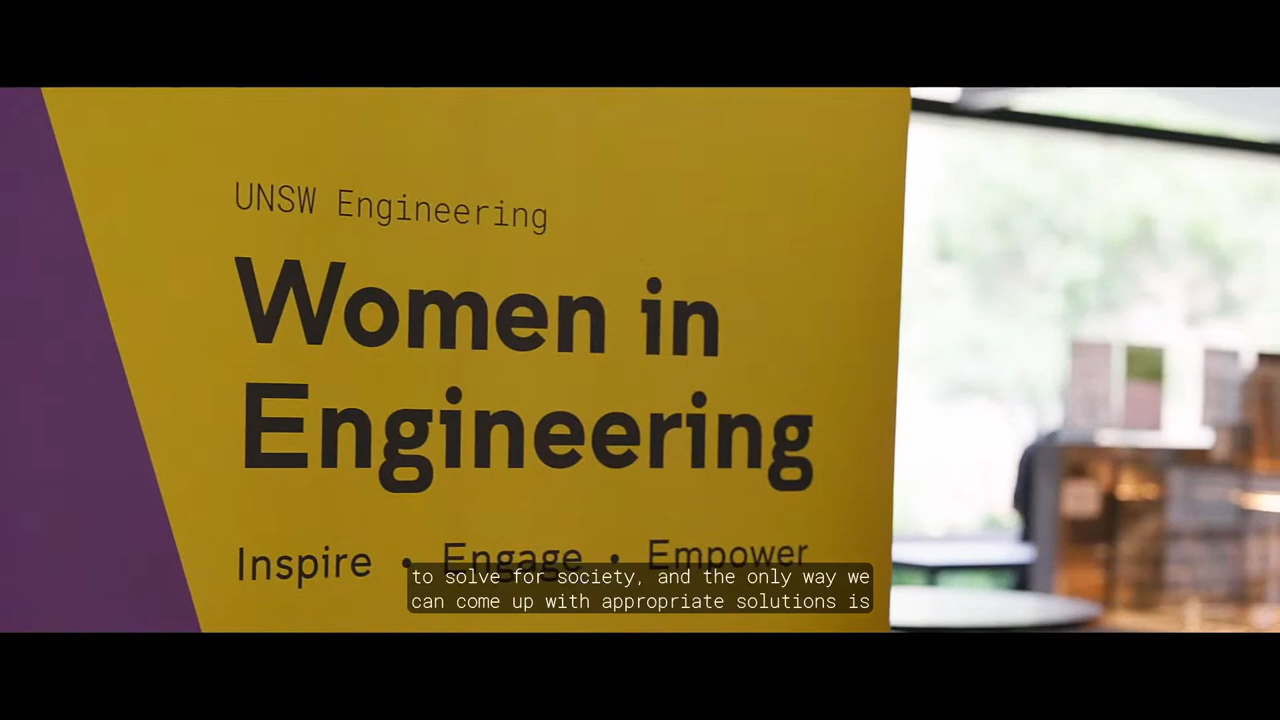 UNSW Engineering
Women in
Engineering
Inspire • Engage • Empower
to solve for society, and the only way we
can come up with appropriate solutions is